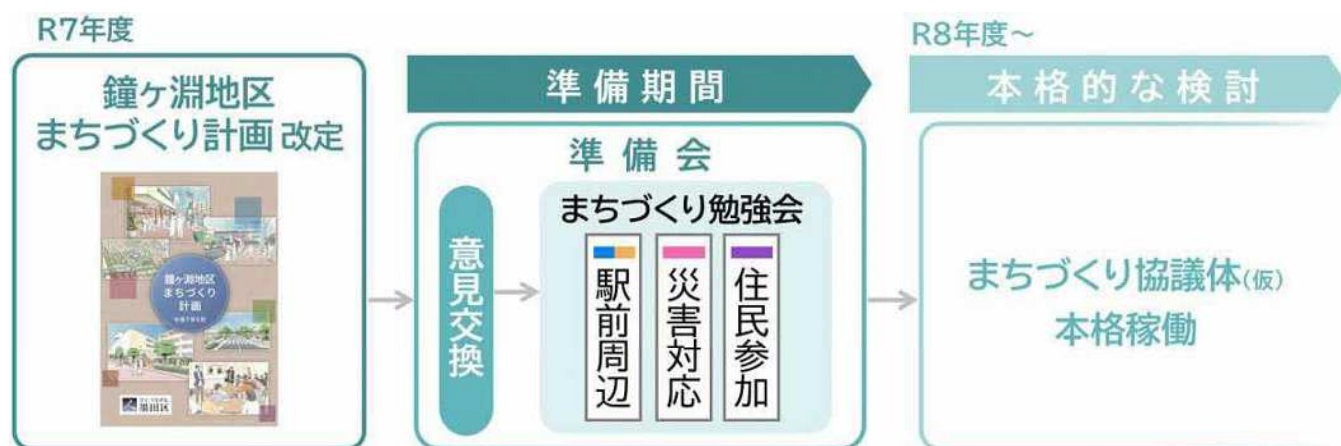 R7年度
鐘ヶ淵地区
まちづくり計画 改定
鐘ヶ淵地区
まちづくり
計画
墨田区
準備期間
準備会
意見交換
まちづくり勉強会
駅前周辺
災害対応
住民参加
R8年度~
本格的な検討
まちづくり協議体(仮)
本格稼働